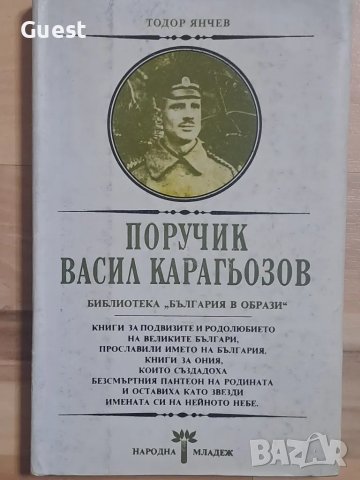 Guest
ТОДОР ЯНЧЕВ
ПОРУЧИК
ВАСИЛ КАРАГЬОЗОВ
БИБЛИОТЕКА „БЪЛГАРИЯ В ОБРАЗИ“
КНИГИ ЗА ПОДВИЗИТЕ И РОДОЛЮБИЕТО
НА ВЕЛИКИТЕ БЪЛГАРИ,
ПРОСЛАВИЛИ ИМЕТО НА БЪЛГАРИЯ,
КНИГИ ЗА ОНИЯ,
КОИТО СЪЗДАДОХА
БЕЗСМЪРТНИЯ ПАНТЕОН НА РОДИНАТА
И ОСТАВИХА КАТО ЗВЕЗДИ
ИМЕНАТА СИ НА НЕЙНОТО НЕБЕ.
НАРОДНА МЛАДЕЖ
BAZAR
bg